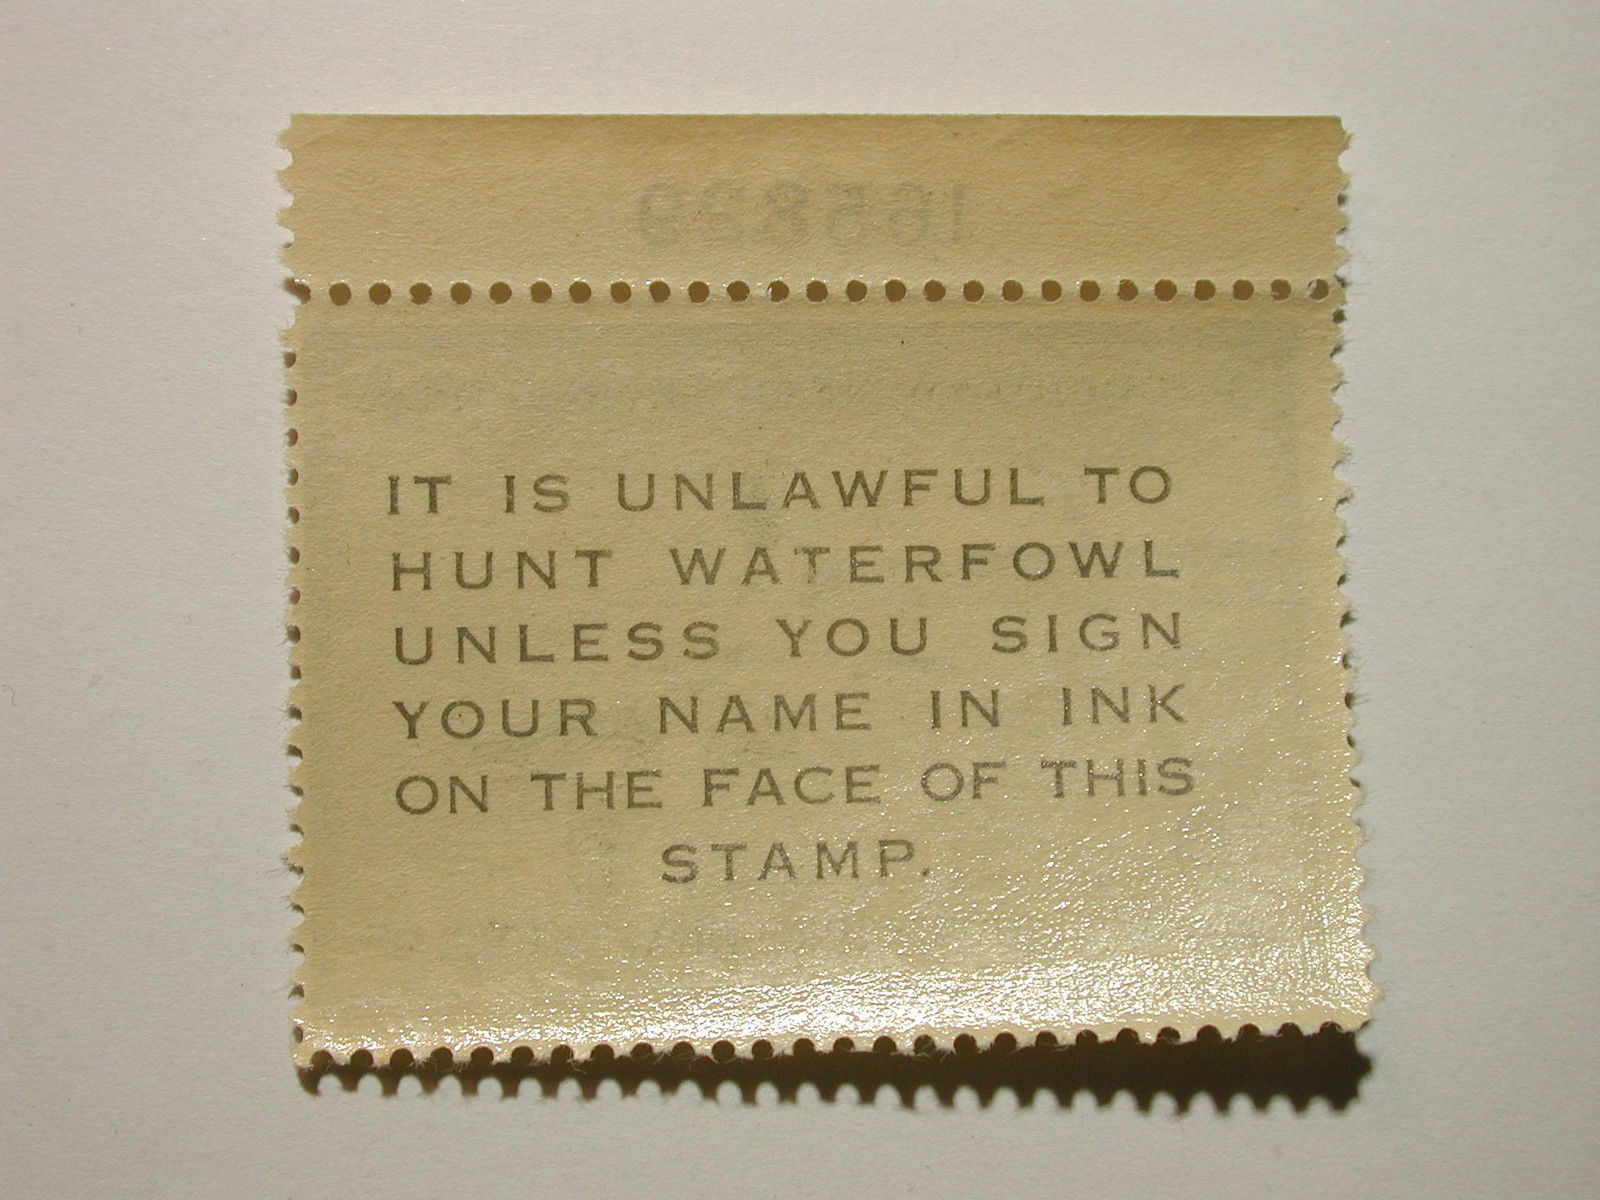 165829
IT IS UNLAWFUL TO
HUNT WATERFOWL
UNLESS YOU SIGN
YOUR NAME IN INK
ON THE FACE OF THIS
STAMP.